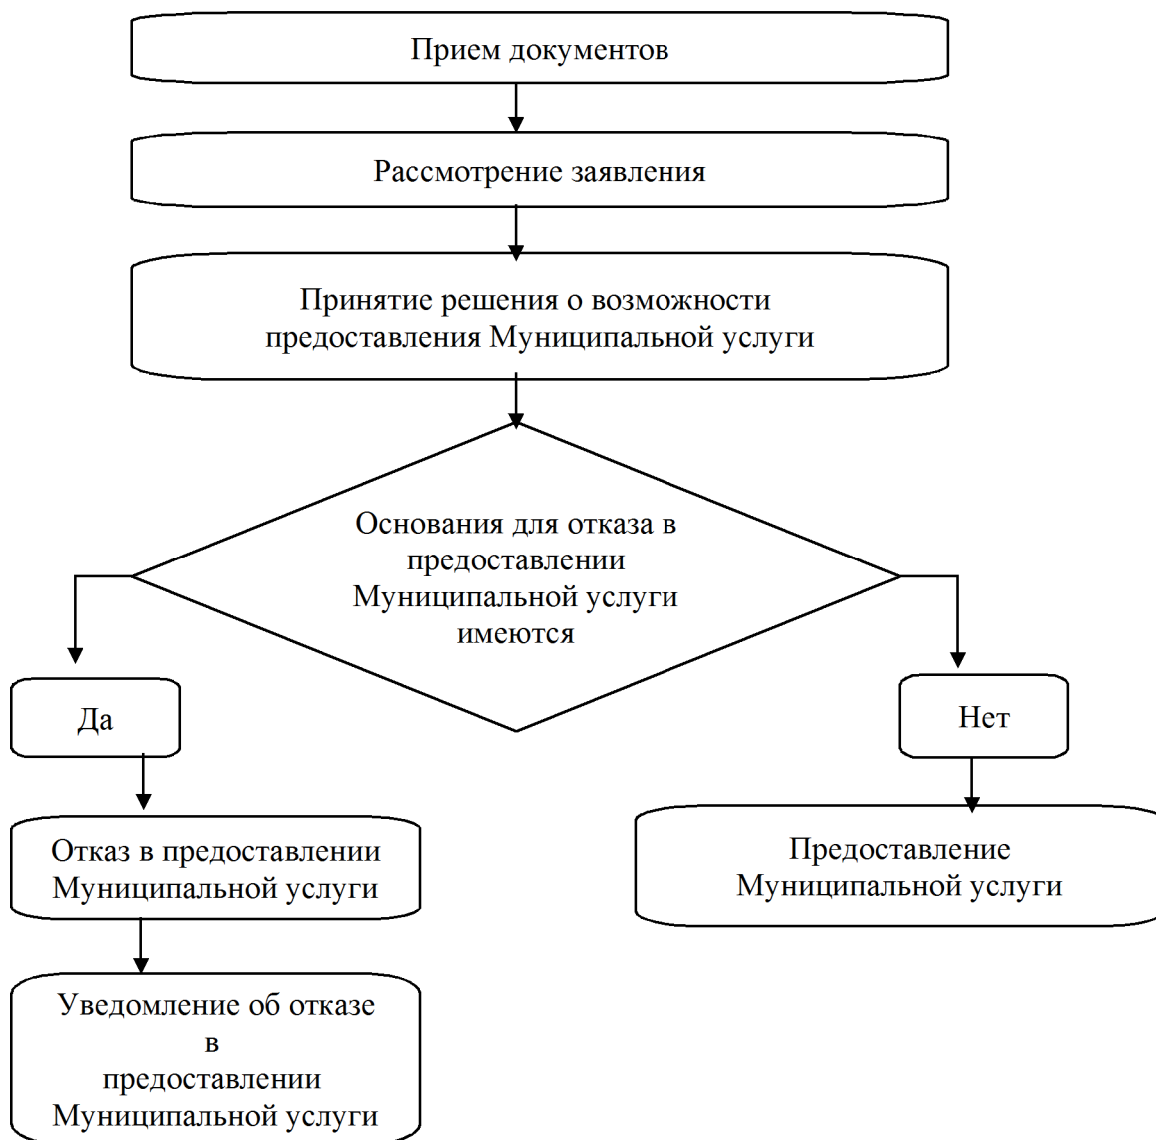 Прием документов
Рассмотрение заявления
Принятие решения о возможности
предоставления Муниципальной услуги
Основания для отказа в
предоставлении
Муниципальной услуги
имеются
Да
Нет
Отказ в предоставлении
Муниципальной услуги
Предоставление
Муниципальной услуги
Уведомление об отказе
в
предоставлении
Муниципальной услуги